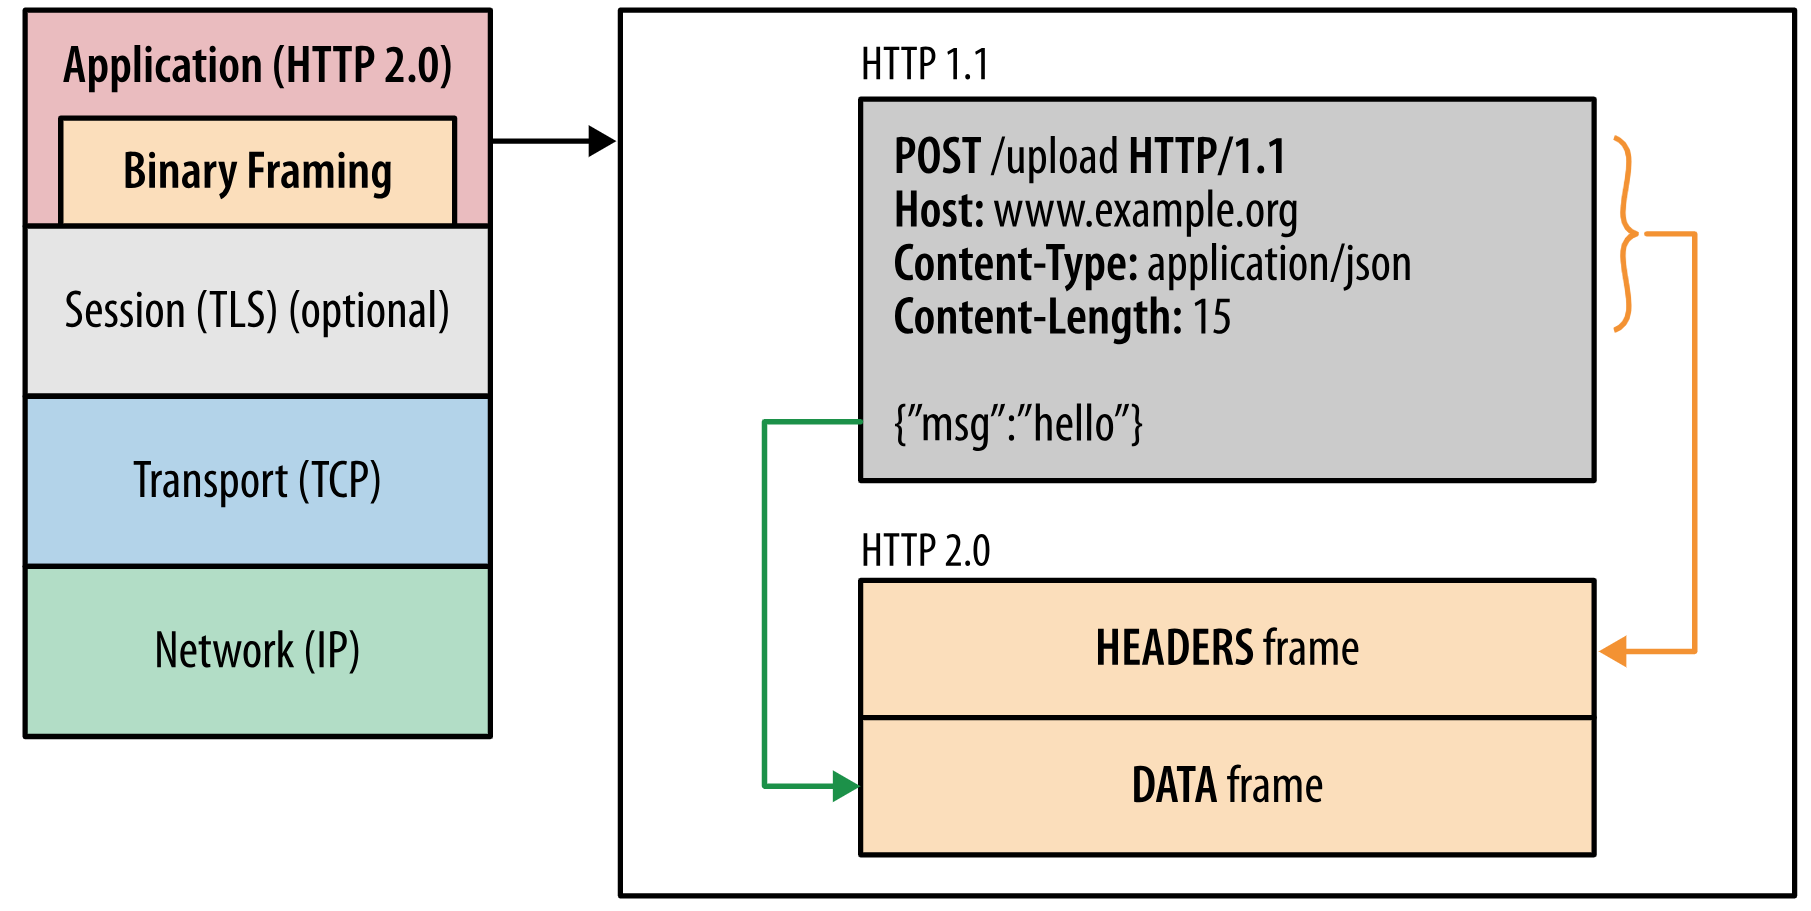 Application (HTTP 2.0)
Binary Framing
Session (TLS) (optional)
Transport (TCP)
Network (IP)
HTTP 1.1
POST /upload HTTP/1.1
Host: www.example.org
Content-Type: application/json
Content-Length: 15
{”msg”:”hello”}
HTTP 2.0
HEADERS frame
DATA frame